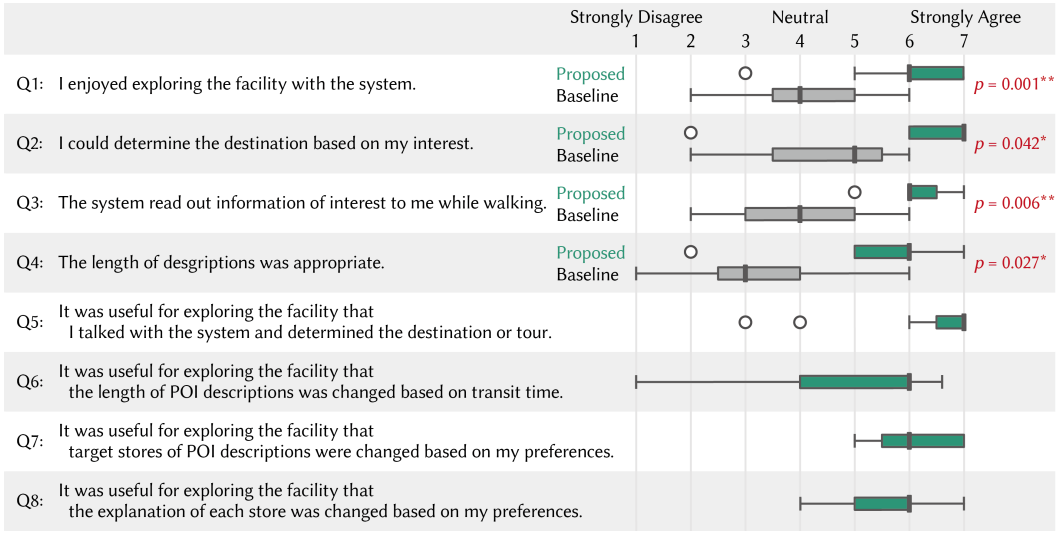 Strongly Disagree Neutral Strongly Agree
1 2 3 4 5 6 7
Q1: I enjoyed exploring the facility with the system.
Proposed
Baseline
p = 0.001**
Q2: I could determine the destination based on my interest.
Proposed
Baseline
p = 0.042*
Q3: The system read out information of interest to me while walking.
Proposed
Baseline
p = 0.006**
Q4: The length of desgriptions was appropriate.
Proposed
Baseline
p = 0.027*
Q5: It was useful for exploring the facility that
I talked with the system and determined the destination or tour.
Q6: It was useful for exploring the facility that
the length of POI descriptions was changed based on transit time.
Q7: It was useful for exploring the facility that
target stores of POI descriptions were changed based on my preferences.
Q8: It was useful for exploring the facility that
the explanation of each store was changed based on my preferences.